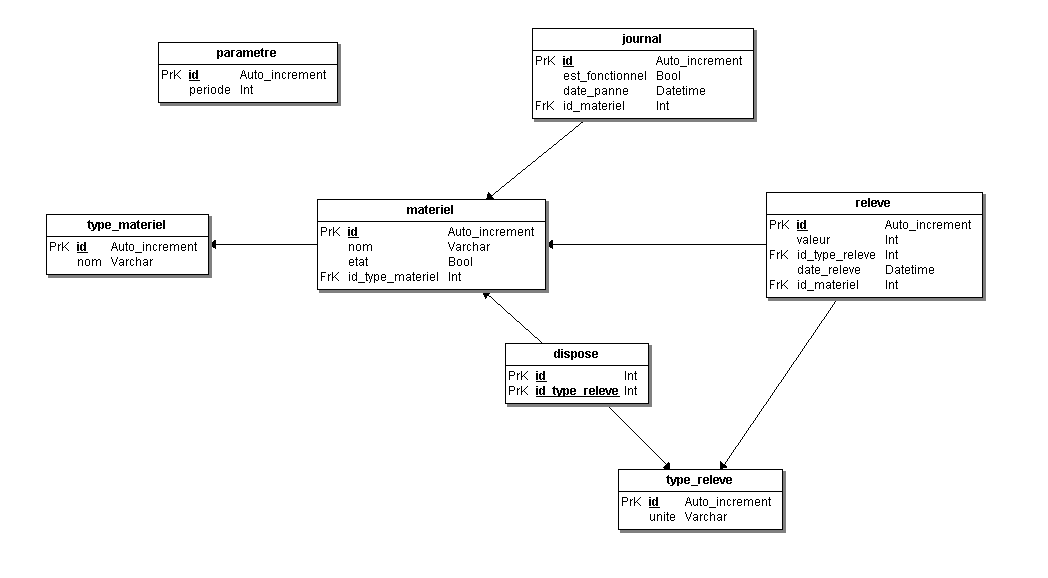 parametre
PrK id Auto_increment
periode Int
journal
PrK id Auto_increment
est_fonctionnel Bool
date_panne Datetime
FrK id_materiel Int
type_materiel
PrK id Auto_increment
nom Varchar
materiel
PrK id Auto_increment
nom Varchar
etat Bool
FrK id_type_materiel Int
releve
PrK id Auto_increment
valeur Int
FrK id_type_releve Int
date_releve Datetime
FrK id_materiel Int
dispose
PrK id Int
PrK id_type_releve Int
type_releve
PrK id Auto_increment
unite Varchar